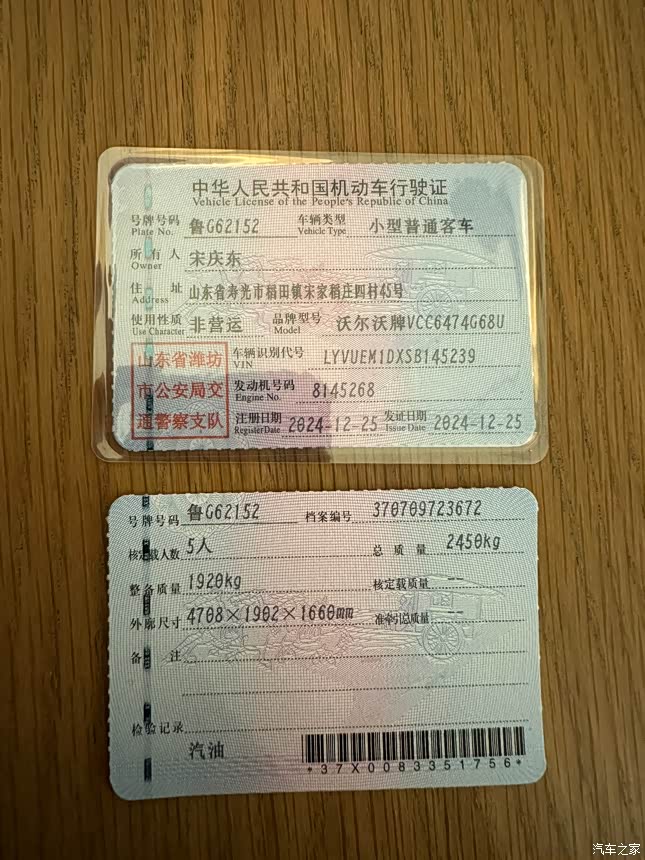 中华人民共和国机动车行驶证
Vehicle License of the People's Republic of China
号牌号码 鲁G62152 车辆类型 小型普通客车
Plate No. Vehicle Type
所有人 宋庆东
Owner
住址 山东省寿光市稻田镇宋家稻庄四村45号
Address
使用性质 非营运 品牌型号 沃尔沃牌VCC6474G68U
Use Character Model
山东省潍坊
市公安局交
通警察支队
车辆识别代号 LYVUEM1DXSB145239
VIN
发动机号码 8145268
Engine No.
注册日期 2024-12-25 发证日期 2024-12-25
Register Date Issue Date
号牌号码 鲁G62152 档案编号 370709723672
核定载人数 5人 总质量 2450kg
整备质量 1920kg 核定载质量 --
外廓尺寸 4708×1902×1660mm 准牵引总质量 --
备注
检验记录
汽油
*37X0083351756*
汽车之家